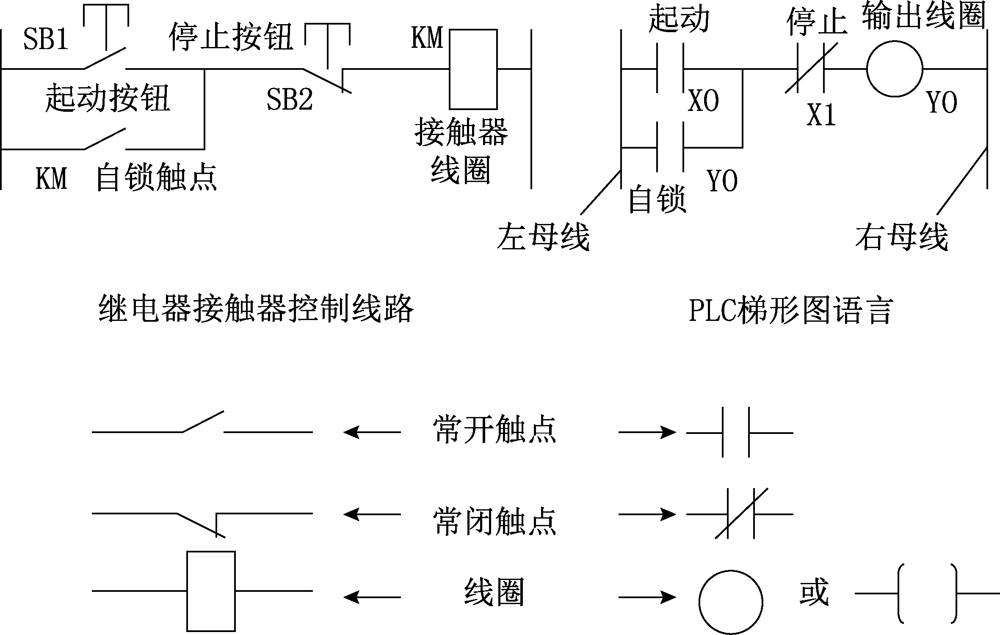 SB1
停止按钮
KM
起动按钮
SB2
接触器
线圈
KM 自锁触点
起动
停止
输出线圈
X0
X1
Y0
自锁
Y0
左母线
右母线
继电器接触器控制线路
PLC梯形图语言
常开触点
常闭触点
线圈
或